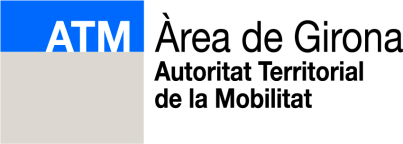 ATM Àrea de Girona
Autoritat Territorial
de la Mobilitat